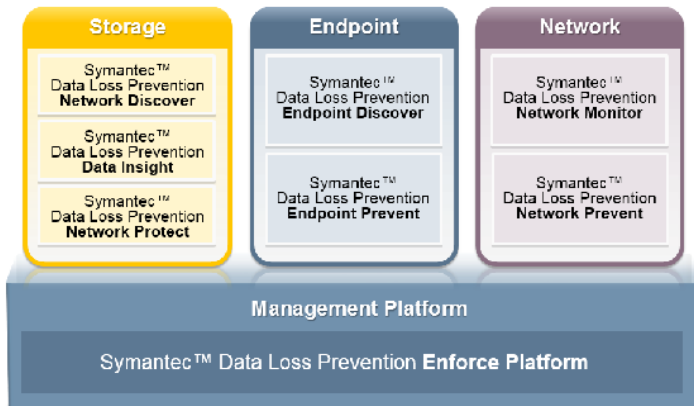 Storage
Symantec™
Data Loss Prevention
Network Discover
Symantec™
Data Loss Prevention
Data Insight
Symantec™
Data Loss Prevention
Network Protect
Endpoint
Symantec™
Data Loss Prevention
Endpoint Discover
Symantec™
Data Loss Prevention
Endpoint Prevent
Network
Symantec™
Data Loss Prevention
Network Monitor
Symantec™
Data Loss Prevention
Network Prevent
Management Platform
Symantec™ Data Loss Prevention Enforce Platform